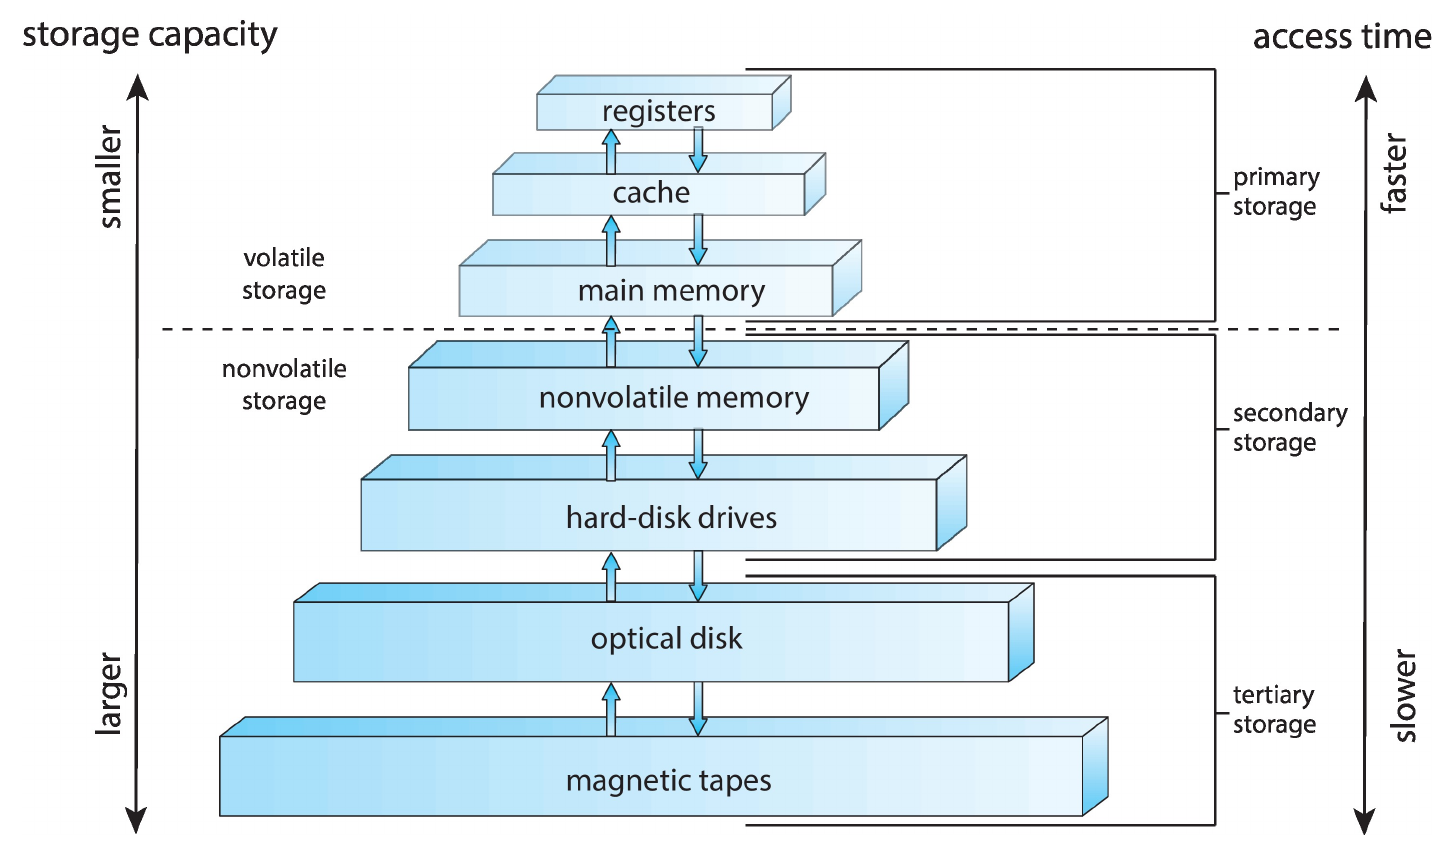 storage capacity
access time
registers
smaller
faster
cache
primary
storage
volatile
storage
main memory
nonvolatile
storage
nonvolatile memory
secondary
storage
hard-disk drives
optical disk
larger
slower
tertiary
storage
magnetic tapes